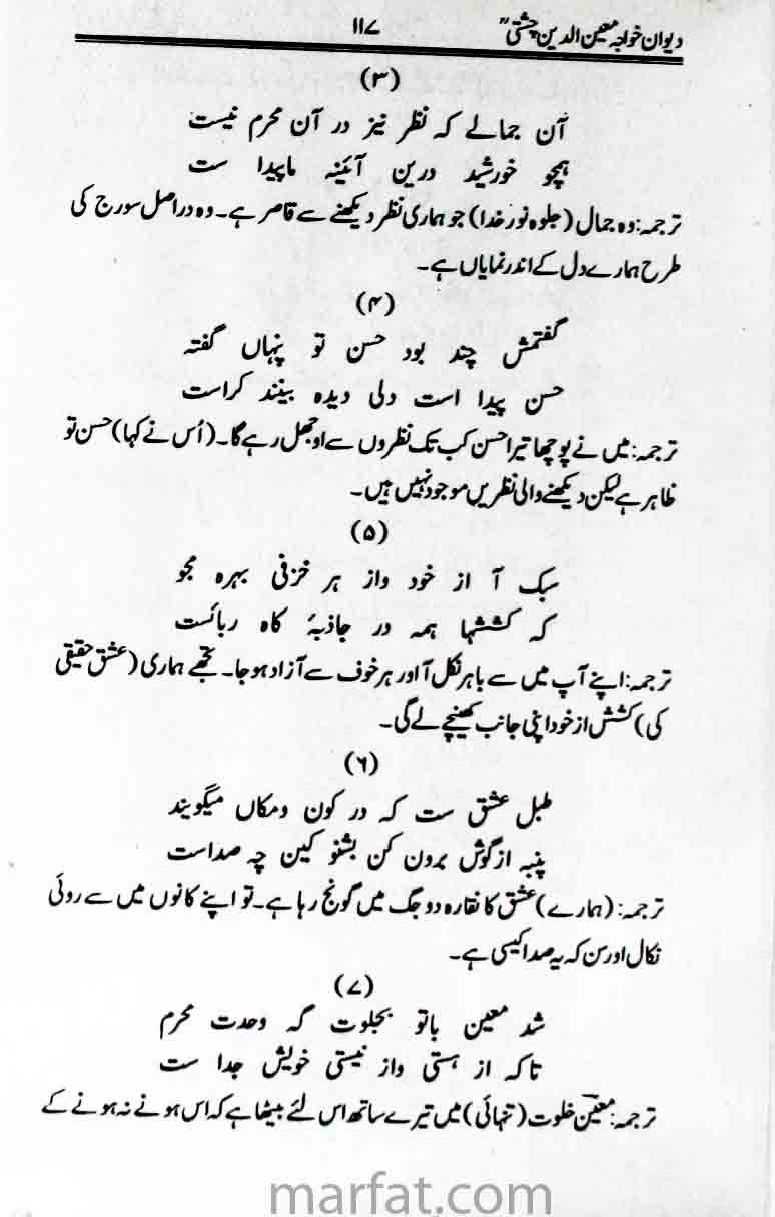 دیوان خواجہ معین الدین چشتیؒ ۱۱۷
(۳)
آن جمالے کہ نظر نیز در آن محرم نیست
ہمچو خورشید درین آئینہ ماپیدا ست
ترجمہ: وہ جمال (جلوہ نور خدا) جو ہماری نظر دیکھنے سے قاصر ہے۔ وہ دراصل سورج کی
طرح ہمارے دل کے اندر نمایاں ہے۔
(۴)
گفتمش چند بود حسن تو پنہاں گفتہ
حسن پیدا است ولی دیدہ بینند کراست
ترجمہ: میں نے پوچھا تیرا حسن کب تک نظروں سے اوجھل رہے گا۔ (اُس نے کہا) حسن تو
ظاہر ہے لیکن دیکھنے والی نظریں موجود نہیں ہیں۔
(۵)
سبک آ از خود واز ہر خزفی بہرہ مجو
کہ کششہا ہمہ در جاذبۂ کاہ ربائست
ترجمہ: اپنے آپ میں سے باہر نکل آ اور ہر خوف سے آزاد ہو جا۔ تجھے ہماری (عشق حقیقی
کی) کشش از خود اپنی جانب کھینچے لے گی۔
(۶)
طبل عشق ست کہ در کون ومکاں میگویند
پنبہ ازگوش برون کن بشنو کین چہ صداست
ترجمہ: (ہمارے) عشق کا نقارہ دو جگ میں گونج رہا ہے۔ تو اپنے کانوں میں سے روئی
نکال اور سن کہ یہ صدا کیسی ہے۔
(۷)
شد معین باتو بخلوت گہ وحدت محرم
تاکہ از ہستی واز نیستی خویش جدا ست
ترجمہ: معینؔ خلوت (تنہائی) میں تیرے ساتھ اس لئے بیٹھا ہے کہ اس ہونے نہ ہونے کے
marfat.com